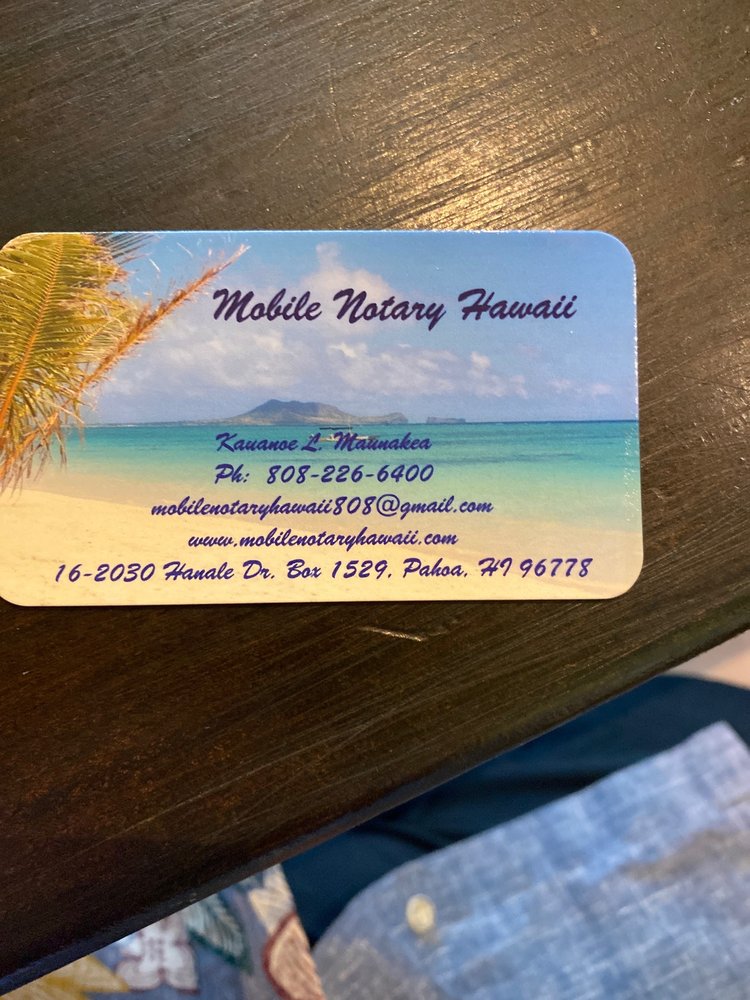 Mobile Notary Hawaii
Kauanoe L. Maunakea
Ph: 808-226-6400
mobilenotaryhawaii808@gmail.com
www.mobilenotaryhawaii.com
16-2030 Hanale Dr. Box 1529, Pahoa, HI 96778